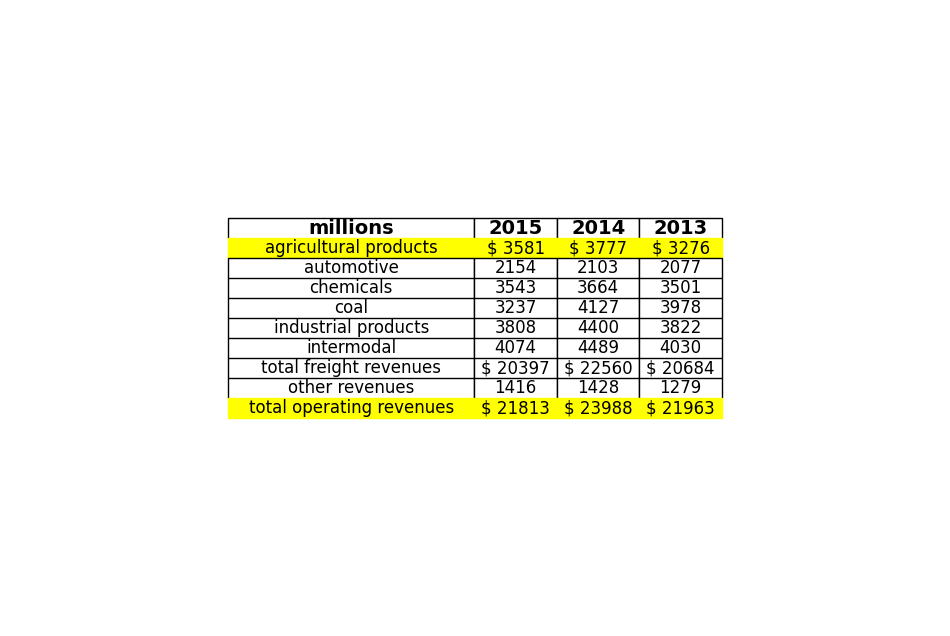 millions 2015 2014 2013
agricultural products $ 3581 $ 3777 $ 3276
automotive 2154 2103 2077
chemicals 3543 3664 3501
coal 3237 4127 3978
industrial products 3808 4400 3822
intermodal 4074 4489 4030
total freight revenues $ 20397 $ 22560 $ 20684
other revenues 1416 1428 1279
total operating revenues $ 21813 $ 23988 $ 21963